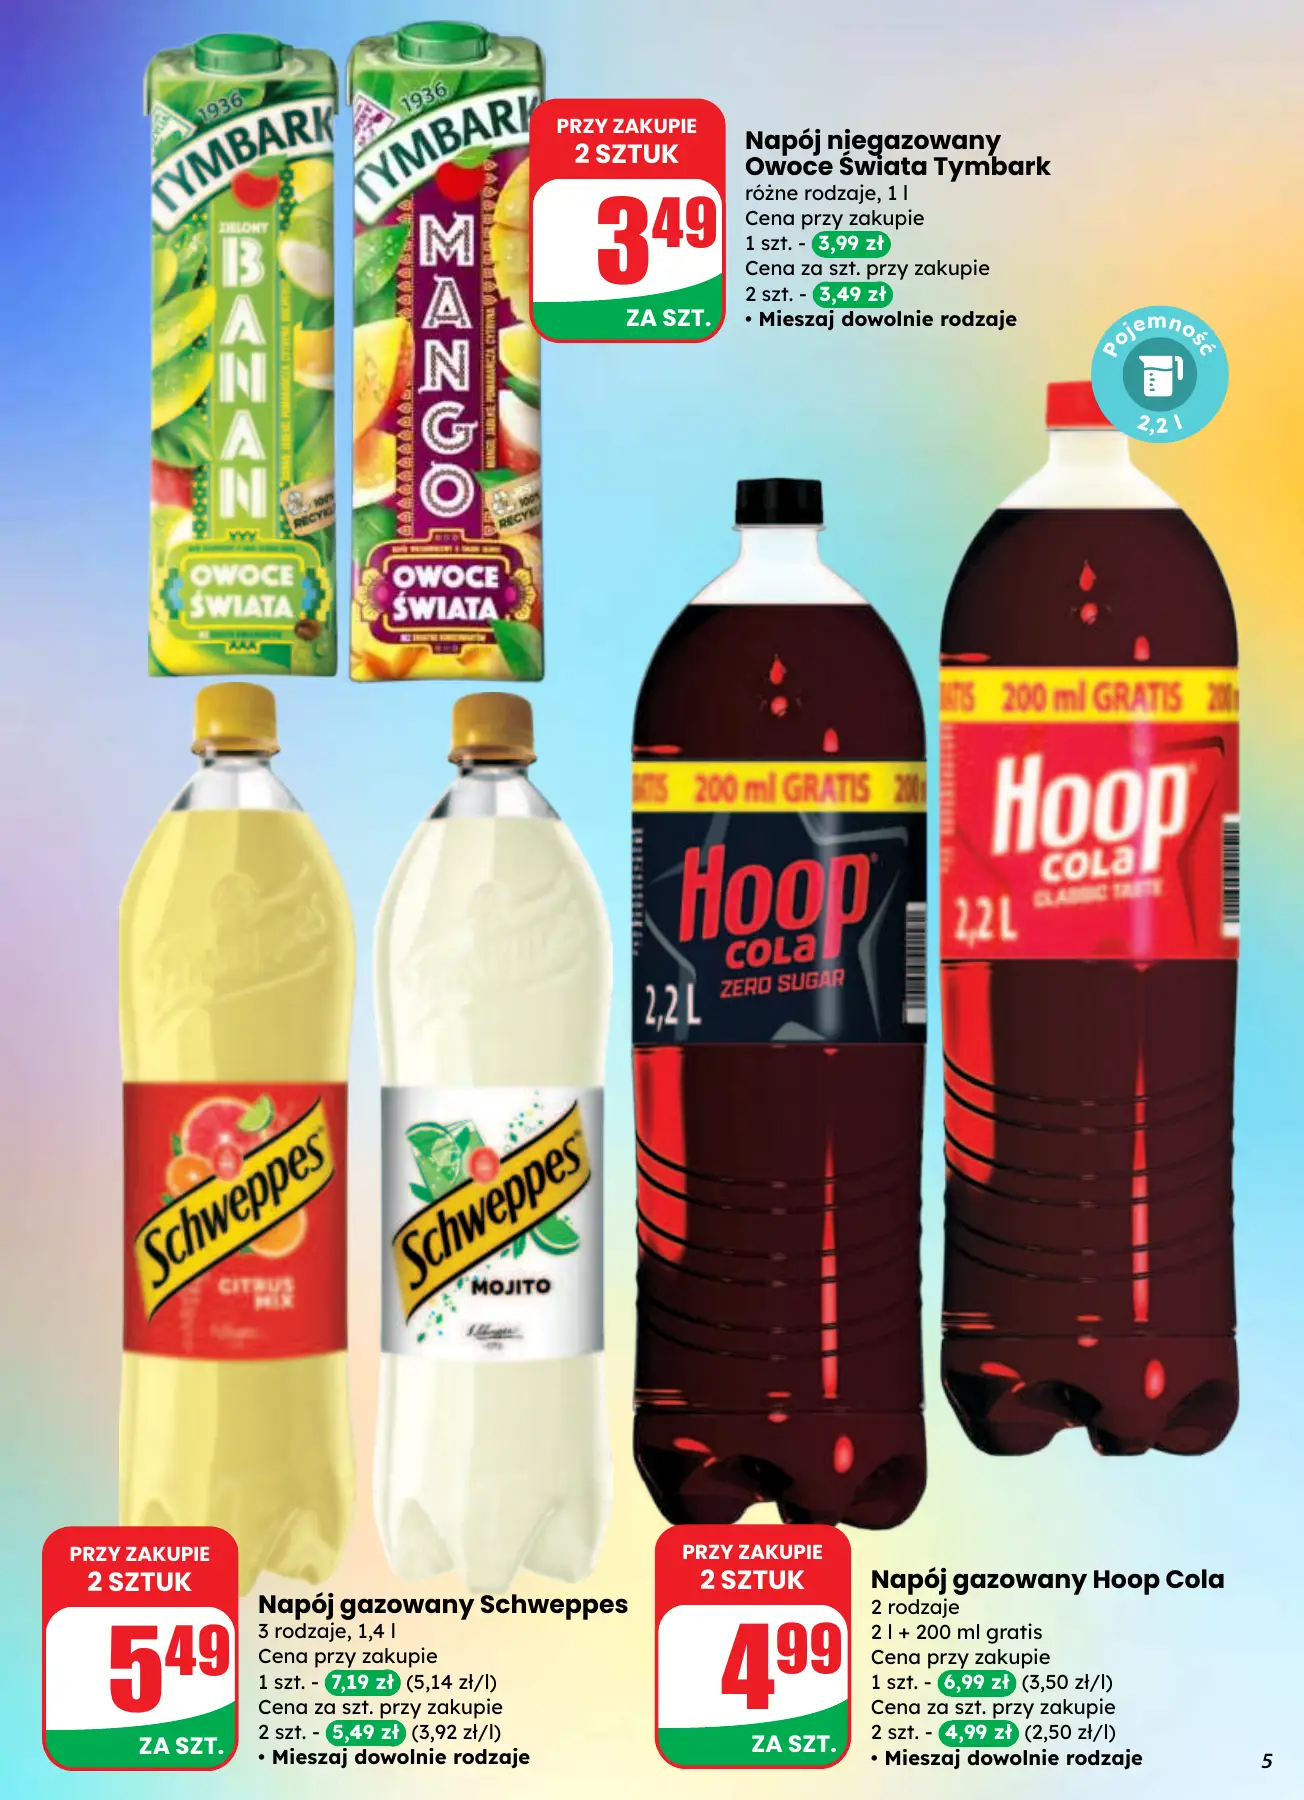 1936
TYMBARK
ZIELONY
BANAN
OWOCE
ŚWIATA
1936
TYMBARK
MANGO
MANGO, JABŁKO, POMARAŃCZA, CYTRYNA
OWOCE
ŚWIATA
PRZY ZAKUPIE
2 SZTUK
3 49
ZA SZT.
Napój niegazowany
Owoce Świata Tymbark
różne rodzaje, 1 l
Cena przy zakupie
1 szt. - 3,99 zł
Cena za szt. przy zakupie
2 szt. - 3,49 zł
• Mieszaj dowolnie rodzaje
Pojemność
2,2 l
ATIS 200 ml GRATIS 200
Hoop
COLA
CLASSIC TASTE
2,2 L
ATIS 200 ml GRATIS 200
Hoop
COLA
ZERO SUGAR
2,2 L
Schweppes
CITRUS
MIX
Schweppes
MOJITO
PRZY ZAKUPIE
2 SZTUK
5 49
ZA SZT.
Napój gazowany Schweppes
3 rodzaje, 1,4 l
Cena przy zakupie
1 szt. - 7,19 zł (5,14 zł/l)
Cena za szt. przy zakupie
2 szt. - 5,49 zł (3,92 zł/l)
• Mieszaj dowolnie rodzaje
PRZY ZAKUPIE
2 SZTUK
4 99
ZA SZT.
Napój gazowany Hoop Cola
2 rodzaje
2 l + 200 ml gratis
Cena przy zakupie
1 szt. - 6,99 zł (3,50 zł/l)
Cena za szt. przy zakupie
2 szt. - 4,99 zł (2,50 zł/l)
• Mieszaj dowolnie rodzaje
5